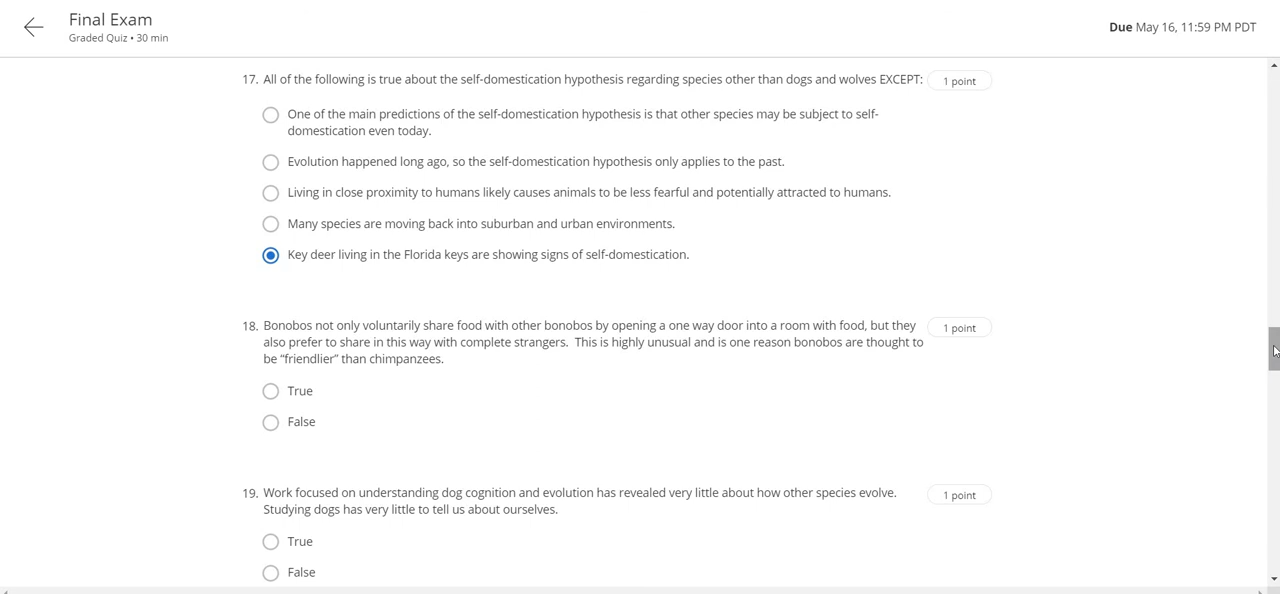 Final Exam
Graded Quiz • 30 min
Due May 16, 11:59 PM PDT
17. All of the following is true about the self-domestication hypothesis regarding species other than dogs and wolves EXCEPT:
1 point
One of the main predictions of the self-domestication hypothesis is that other species may be subject to self-
domestication even today.
Evolution happened long ago, so the self-domestication hypothesis only applies to the past.
Living in close proximity to humans likely causes animals to be less fearful and potentially attracted to humans.
Many species are moving back into suburban and urban environments.
Key deer living in the Florida keys are showing signs of self-domestication.
18. Bonobos not only voluntarily share food with other bonobos by opening a one way door into a room with food, but they
also prefer to share in this way with complete strangers.  This is highly unusual and is one reason bonobos are thought to
be “friendlier” than chimpanzees.
1 point
True
False
19. Work focused on understanding dog cognition and evolution has revealed very little about how other species evolve.
Studying dogs has very little to tell us about ourselves.
1 point
True
False